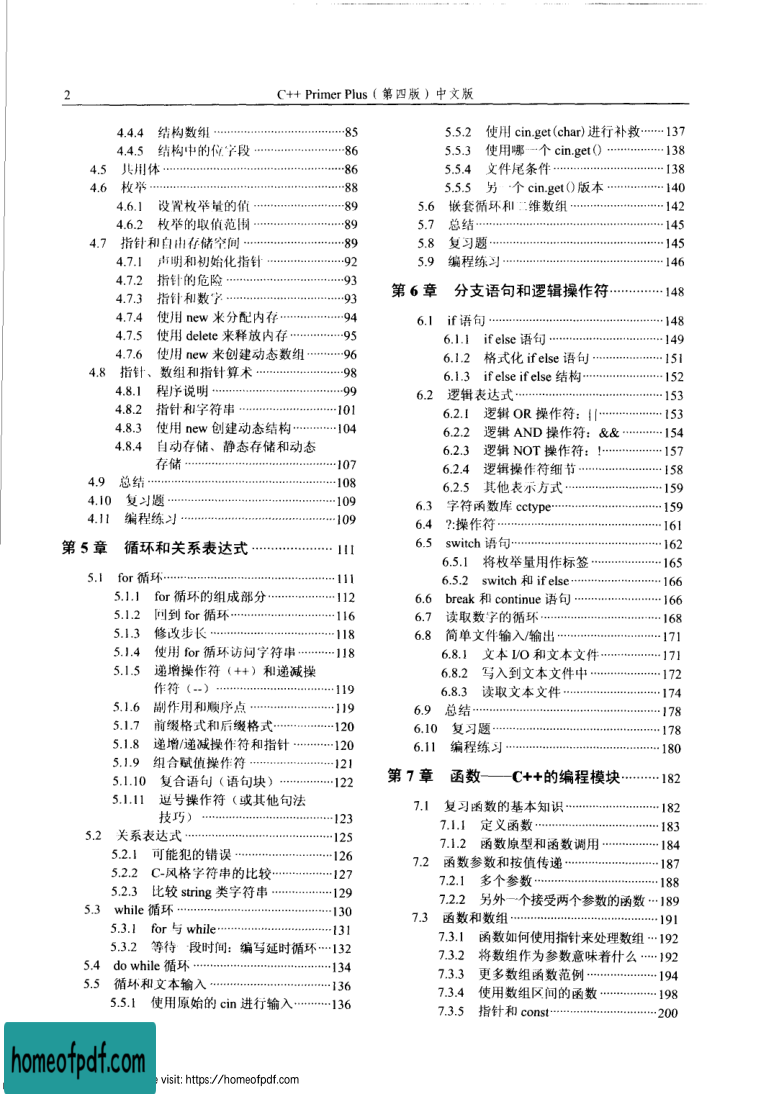 2
C++ Primer Plus（第四版）中文版
4.4.4 结构数组 …… 85
4.4.5 结构中的位字段 …… 86
4.5 共用体 …… 86
4.6 枚举 …… 88
4.6.1 设置枚举量的值 …… 89
4.6.2 枚举的取值范围 …… 89
4.7 指针和自由存储空间 …… 89
4.7.1 声明和初始化指针 …… 92
4.7.2 指针的危险 …… 93
4.7.3 指针和数字 …… 93
4.7.4 使用 new 来分配内存 …… 94
4.7.5 使用 delete 来释放内存 …… 95
4.7.6 使用 new 来创建动态数组 …… 96
4.8 指针、数组和指针算术 …… 98
4.8.1 程序说明 …… 99
4.8.2 指针和字符串 …… 101
4.8.3 使用 new 创建动态结构 …… 104
4.8.4 自动存储、静态存储和动态
存储 …… 107
4.9 总结 …… 108
4.10 复习题 …… 109
4.11 编程练习 …… 109
第 5 章 循环和关系表达式 …… 111
5.1 for 循环 …… 111
5.1.1 for 循环的组成部分 …… 112
5.1.2 回到 for 循环 …… 116
5.1.3 修改步长 …… 118
5.1.4 使用 for 循环访问字符串 …… 118
5.1.5 递增操作符（++）和递减操
作符（--） …… 119
5.1.6 副作用和顺序点 …… 119
5.1.7 前缀格式和后缀格式 …… 120
5.1.8 递增/递减操作符和指针 …… 120
5.1.9 组合赋值操作符 …… 121
5.1.10 复合语句（语句块） …… 122
5.1.11 逗号操作符（或其他句法
技巧） …… 123
5.2 关系表达式 …… 125
5.2.1 可能犯的错误 …… 126
5.2.2 C-风格字符串的比较 …… 127
5.2.3 比较 string 类字符串 …… 129
5.3 while 循环 …… 130
5.3.1 for 与 while …… 131
5.3.2 等待一段时间：编写延时循环 …… 132
5.4 do while 循环 …… 134
5.5 循环和文本输入 …… 136
5.5.1 使用原始的 cin 进行输入 …… 136
5.5.2 使用 cin.get(char)进行补救 …… 137
5.5.3 使用哪一个 cin.get() …… 138
5.5.4 文件尾条件 …… 138
5.5.5 另一个 cin.get()版本 …… 140
5.6 嵌套循环和二维数组 …… 142
5.7 总结 …… 145
5.8 复习题 …… 145
5.9 编程练习 …… 146
第 6 章 分支语句和逻辑操作符 …… 148
6.1 if 语句 …… 148
6.1.1 if else 语句 …… 149
6.1.2 格式化 if else 语句 …… 151
6.1.3 if else if else 结构 …… 152
6.2 逻辑表达式 …… 153
6.2.1 逻辑 OR 操作符：|| …… 153
6.2.2 逻辑 AND 操作符：&& …… 154
6.2.3 逻辑 NOT 操作符：! …… 157
6.2.4 逻辑操作符细节 …… 158
6.2.5 其他表示方式 …… 159
6.3 字符函数库 cctype …… 159
6.4 ?:操作符 …… 161
6.5 switch 语句 …… 162
6.5.1 将枚举量用作标签 …… 165
6.5.2 switch 和 if else …… 166
6.6 break 和 continue 语句 …… 166
6.7 读取数字的循环 …… 168
6.8 简单文件输入/输出 …… 171
6.8.1 文本 I/O 和文本文件 …… 171
6.8.2 写入到文本文件中 …… 172
6.8.3 读取文本文件 …… 174
6.9 总结 …… 178
6.10 复习题 …… 178
6.11 编程练习 …… 180
第 7 章 函数——C++的编程模块 …… 182
7.1 复习函数的基本知识 …… 182
7.1.1 定义函数 …… 183
7.1.2 函数原型和函数调用 …… 184
7.2 函数参数和按值传递 …… 187
7.2.1 多个参数 …… 188
7.2.2 另外一个接受两个参数的函数 … 189
7.3 函数和数组 …… 191
7.3.1 函数如何使用指针来处理数组 … 192
7.3.2 将数组作为参数意味着什么 …… 192
7.3.3 更多数组函数范例 …… 194
7.3.4 使用数组区间的函数 …… 198
7.3.5 指针和 const …… 200
homeofpdf.com
visit: https://homeofpdf.com